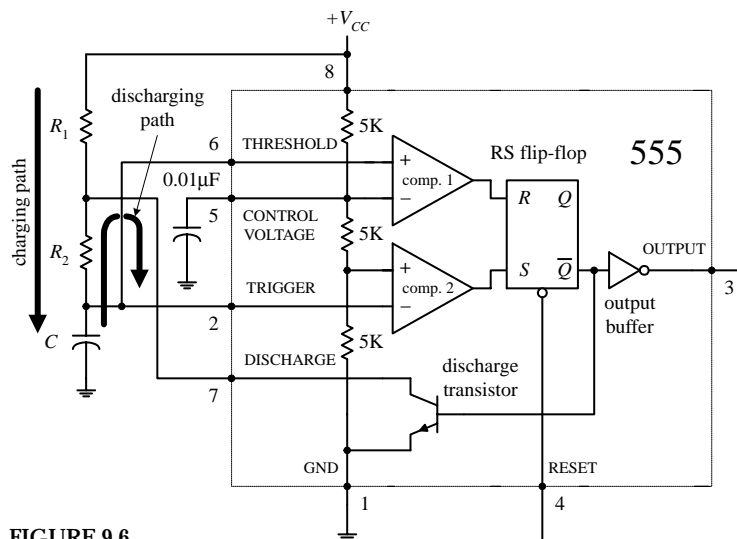 +V_CC
8
discharging
path
R1
charging path
6
THRESHOLD
5K
RS flip-flop
555
0.01µF
+
comp. 1
−
R Q
5
CONTROL
VOLTAGE
5K
R2
+
comp. 2
−
S Q̅
OUTPUT
3
output
buffer
TRIGGER
2
C
5K
DISCHARGE
7
discharge
transistor
GND
RESET
1
4
FIGURE 9.6